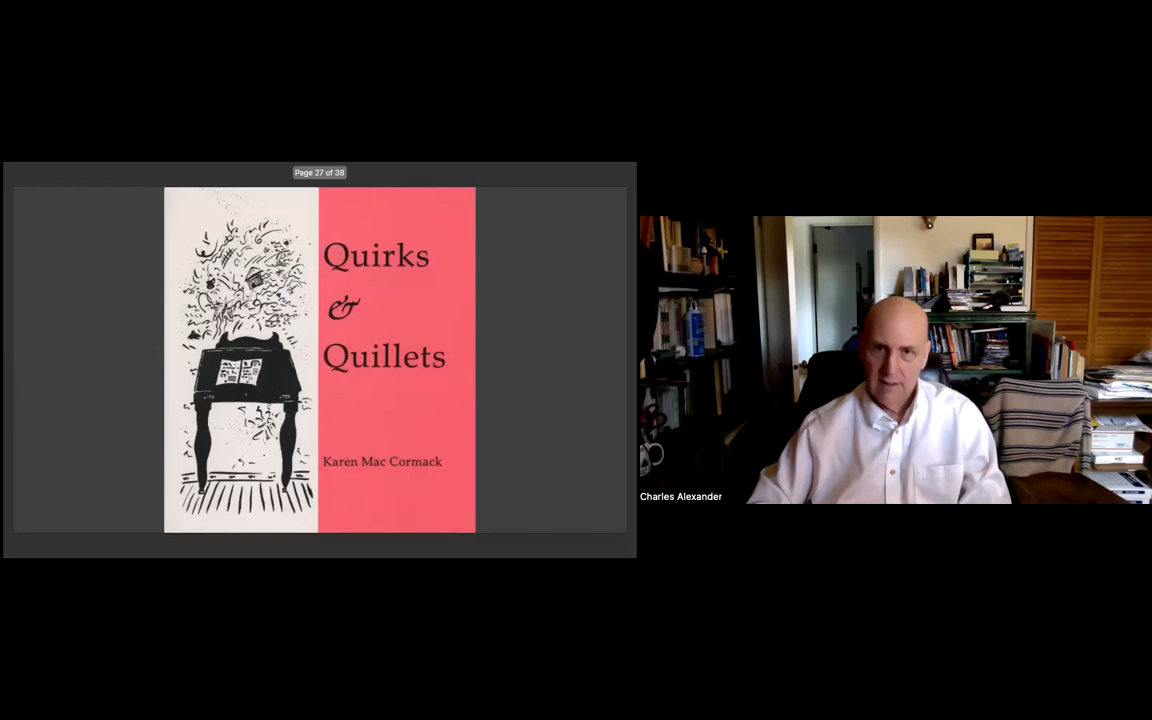 Page 27 of 38
Quirks
&
Quillets
Karen Mac Cormack
Charles Alexander